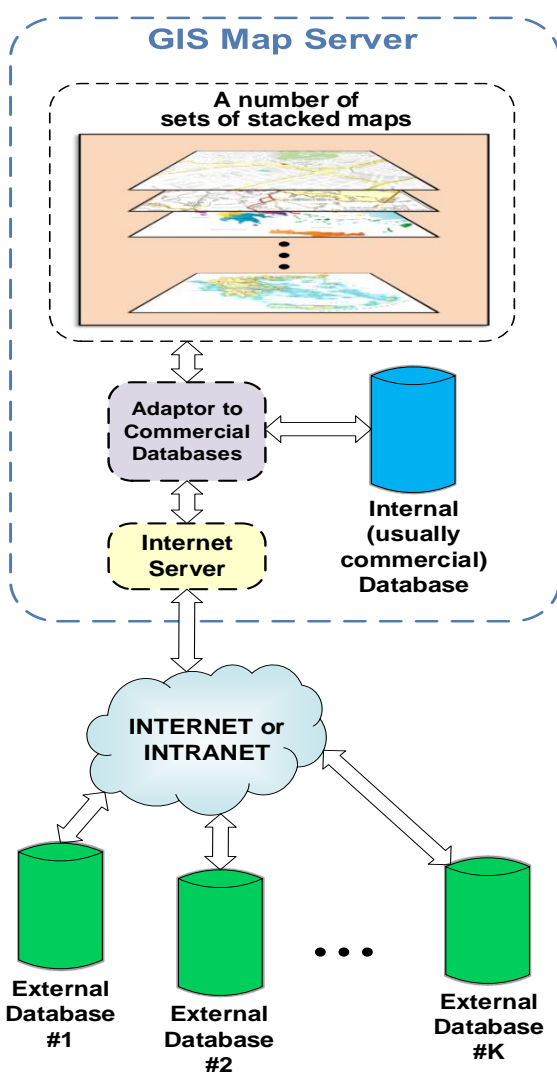 GIS Map Server
A number of
sets of stacked maps
Adaptor to
Commercial
Databases
Internal
(usually
commercial)
Database
Internet
Server
INTERNET or
INTRANET
External
Database
#1
External
Database
#2
External
Database
#K